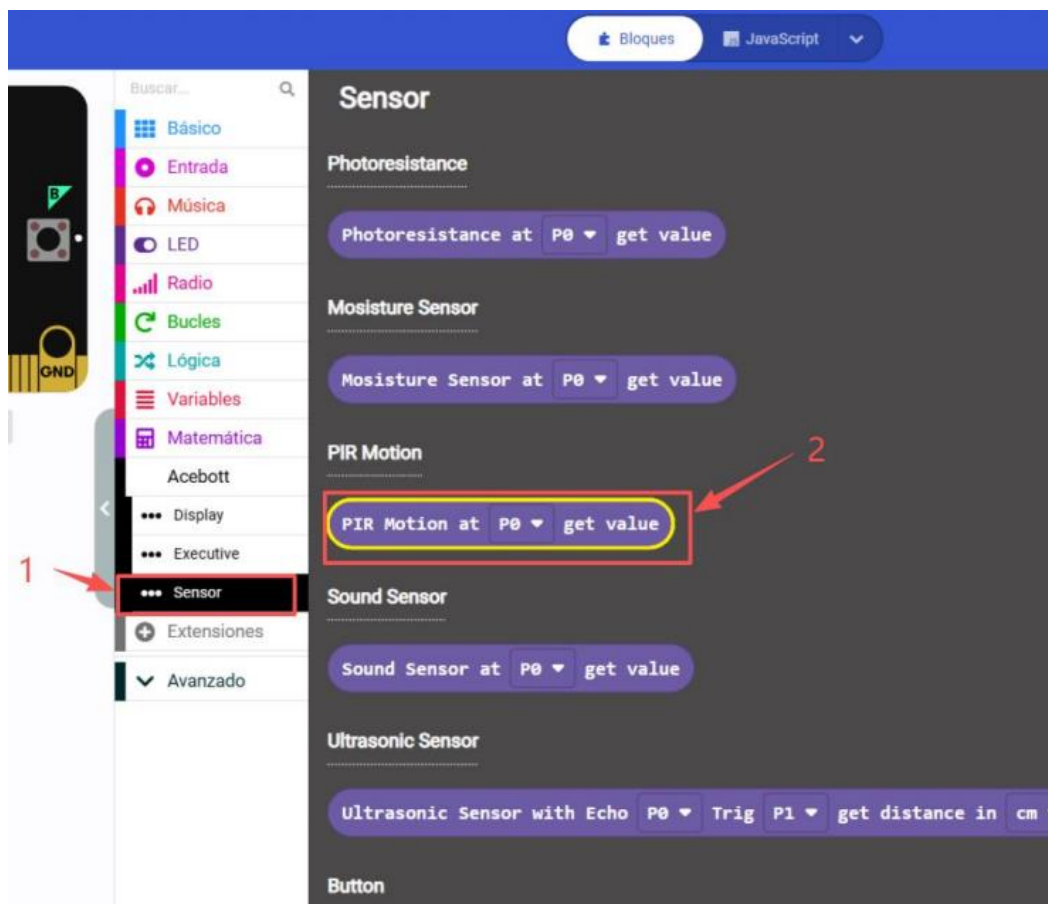 Bloques
JavaScript
Buscar...
Básico
Entrada
Música
LED
Radio
Bucles
Lógica
Variables
Matemática
Acebott
Display
Executive
Sensor
Extensiones
Avanzado
B
GND
1
Sensor
Photoresistance
Photoresistance at P0 get value
Mosisture Sensor
Mosisture Sensor at P0 get value
PIR Motion
2
PIR Motion at P0 get value
Sound Sensor
Sound Sensor at P0 get value
Ultrasonic Sensor
Ultrasonic Sensor with Echo P0 Trig P1 get distance in cm
Button